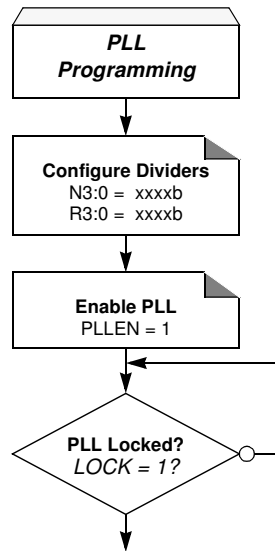 PLL
Programming
Configure Dividers
N3:0 = xxxxb
R3:0 = xxxxb
Enable PLL
PLLEN = 1
PLL Locked?
LOCK = 1?